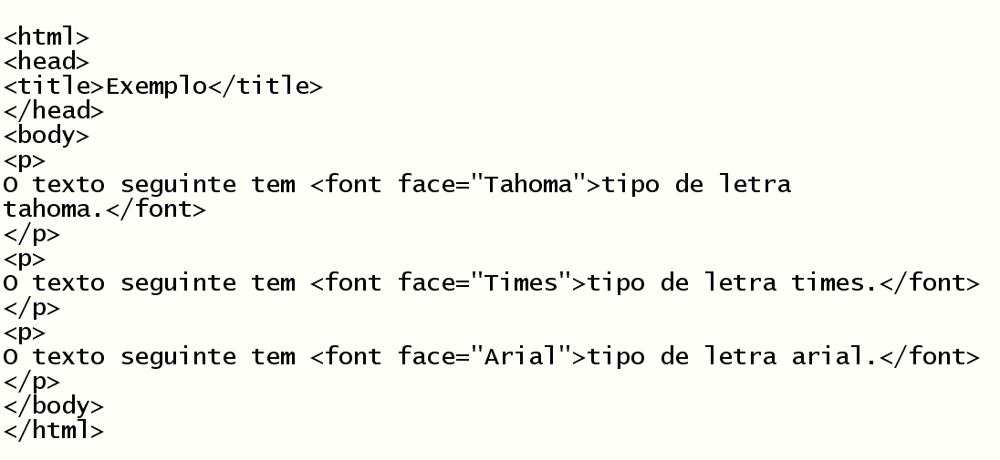 <html>
<head>
<title>Exemplo</title>
</head>
<body>
<p>
O texto seguinte tem <font face="Tahoma">tipo de letra
tahoma.</font>
</p>
<p>
O texto seguinte tem <font face="Times">tipo de letra times.</font>
</p>
<p>
O texto seguinte tem <font face="Arial">tipo de letra arial.</font>
</p>
</body>
</html>